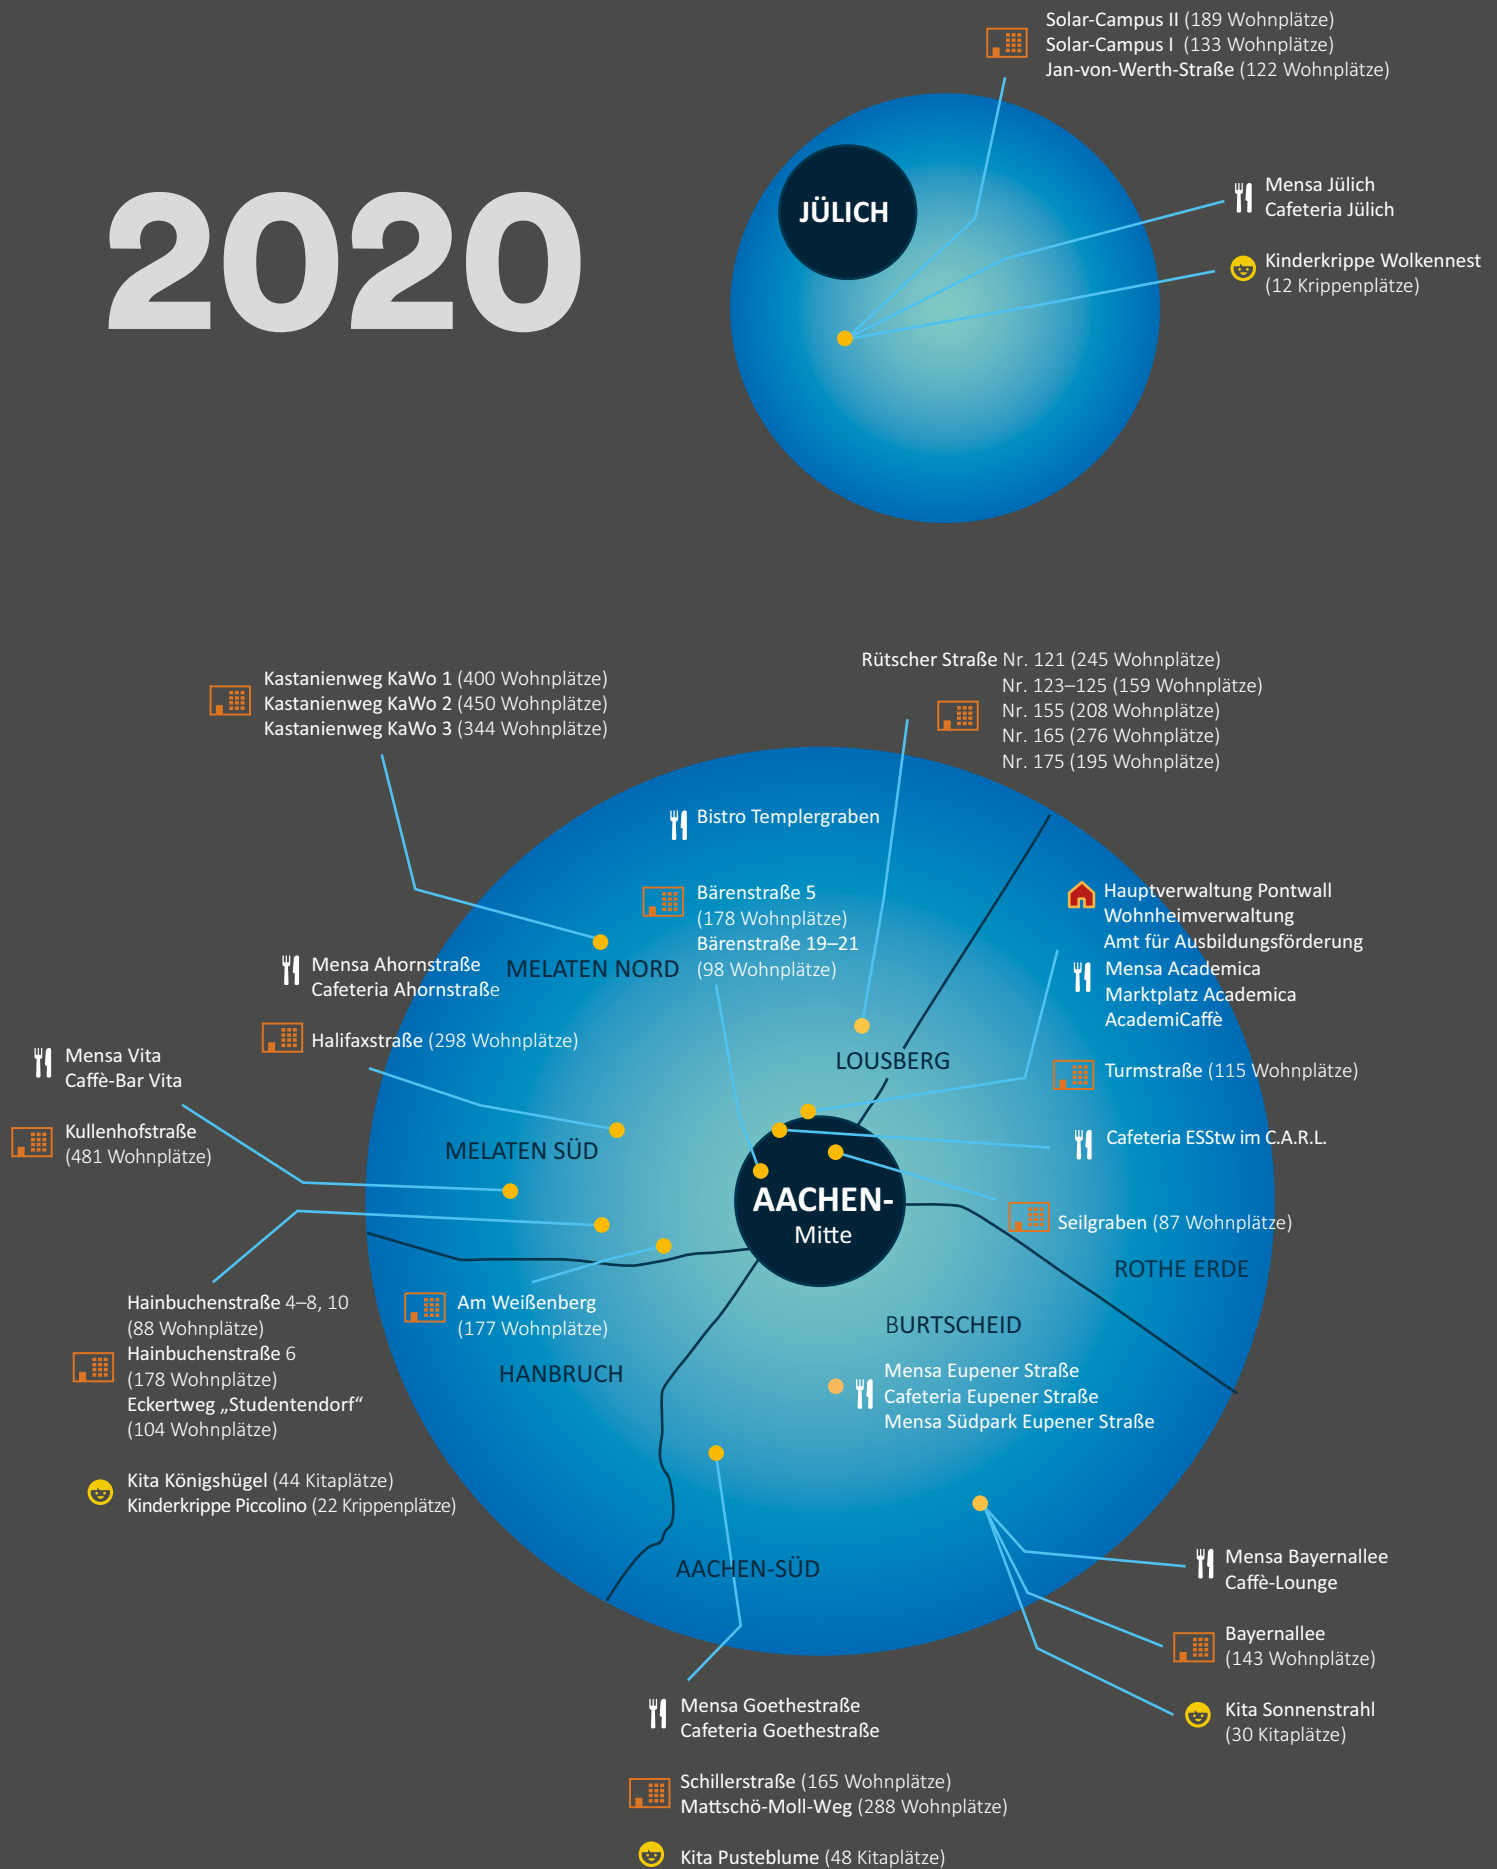 2020
Solar-Campus II (189 Wohnplätze)
Solar-Campus I (133 Wohnplätze)
Jan-von-Werth-Straße (122 Wohnplätze)
JÜLICH
Mensa Jülich
Cafeteria Jülich
Kinderkrippe Wolkennest
(12 Krippenplätze)
Kastanienweg KaWo 1 (400 Wohnplätze)
Kastanienweg KaWo 2 (450 Wohnplätze)
Kastanienweg KaWo 3 (344 Wohnplätze)
Rütscher Straße Nr. 121 (245 Wohnplätze)
Nr. 123–125 (159 Wohnplätze)
Nr. 155 (208 Wohnplätze)
Nr. 165 (276 Wohnplätze)
Nr. 175 (195 Wohnplätze)
Bistro Templergraben
Bärenstraße 5
(178 Wohnplätze)
Bärenstraße 19–21
(98 Wohnplätze)
Hauptverwaltung Pontwall
Wohnheimverwaltung
Amt für Ausbildungsförderung
Mensa Academica
Marktplatz Academica
AcademiCaffè
MELATEN NORD
Mensa Ahornstraße
Cafeteria Ahornstraße
Halifaxstraße (298 Wohnplätze)
Mensa Vita
Caffè-Bar Vita
Kullenhofstraße
(481 Wohnplätze)
LOUSBERG
Turmstraße (115 Wohnplätze)
Cafeteria ESStw im C.A.R.L.
MELATEN SÜD
AACHEN-
Mitte
Seilgraben (87 Wohnplätze)
ROTHE ERDE
Hainbuchenstraße 4–8, 10
(88 Wohnplätze)
Hainbuchenstraße 6
(178 Wohnplätze)
Eckertweg „Studentendorf“
(104 Wohnplätze)
Kita Königshügel (44 Kitaplätze)
Kinderkrippe Piccolino (22 Krippenplätze)
Am Weißenberg
(177 Wohnplätze)
HANBRUCH
BURTSCHEID
Mensa Eupener Straße
Cafeteria Eupener Straße
Mensa Südpark Eupener Straße
AACHEN-SÜD
Mensa Bayernallee
Caffè-Lounge
Bayernallee
(143 Wohnplätze)
Kita Sonnenstrahl
(30 Kitaplätze)
Mensa Goethestraße
Cafeteria Goethestraße
Schillerstraße (165 Wohnplätze)
Mattschö-Moll-Weg (288 Wohnplätze)
Kita Pusteblume (48 Kitaplätze)